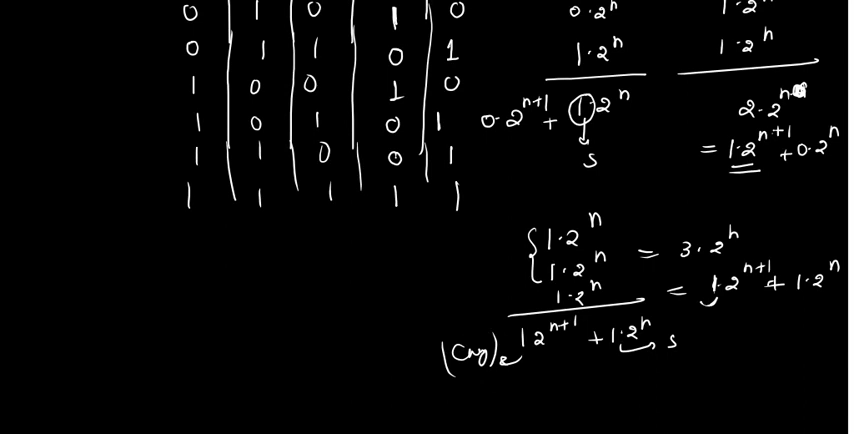 0 | 1 | 0 | 1 | 0
0 | 1 | 1 | 0 | 1
1 | 0 | 0 | 1 | 0
1 | 0 | 1 | 0 | 1
1 | 1 | 0 | 0 | 1
1 | 1 | 1 | 1 | 1
0·2^n
1·2^n
0·2^{n+1} + 1·2^n
s
1·2^n
1·2^n
2·2^n
= 1·2^{n+1} + 0·2^n
1·2^n
1·2^n = 3·2^n
1·2^n = 1·2^{n+1} + 1·2^n
1 2^{n+1} + 1·2^n s